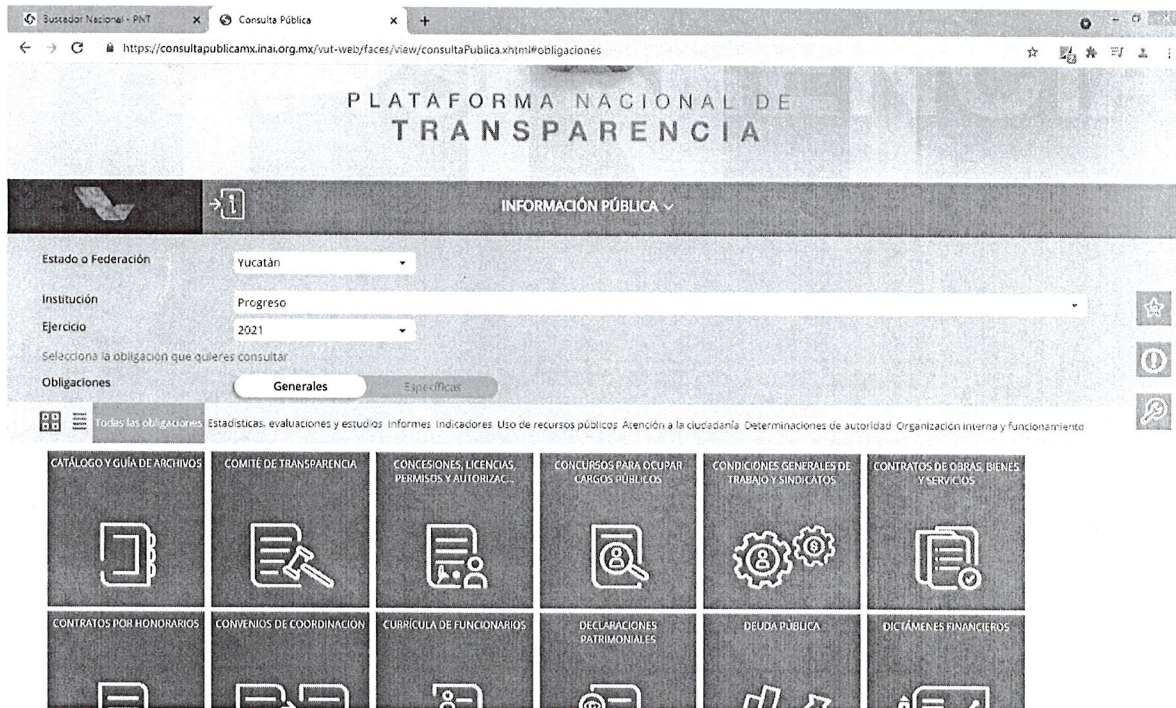 Buscador Nacional - PNT
Consulta Pública
https://consultapublicamx.inai.org.mx/vut-web/faces/view/consultaPublica.xhtml#obligaciones
PLATAFORMA NACIONAL DE
TRANSPARENCIA
INFORMACIÓN PÚBLICA
Estado o Federación
Yucatán
Institución
Progreso
Ejercicio
2021
Selecciona la obligación que quieres consultar
Obligaciones
Generales
Específicas
Todas las obligaciones Estadísticas, evaluaciones y estudios Informes Indicadores Uso de recursos públicos Atención a la ciudadanía Determinaciones de autoridad Organización interna y funcionamiento
CATÁLOGO Y GUÍA DE ARCHIVOS
COMITÉ DE TRANSPARENCIA
CONCESIONES, LICENCIAS,
PERMISOS Y AUTORIZAC...
CONCURSOS PARA OCUPAR
CARGOS PÚBLICOS
CONDICIONES GENERALES DE
TRABAJO Y SINDICATOS
CONTRATOS DE OBRAS, BIENES
Y SERVICIOS
CONTRATOS POR HONORARIOS
CONVENIOS DE COORDINACIÓN
CURRÍCULA DE FUNCIONARIOS
DECLARACIONES
PATRIMONIALES
DEUDA PÚBLICA
DICTÁMENES FINANCIEROS